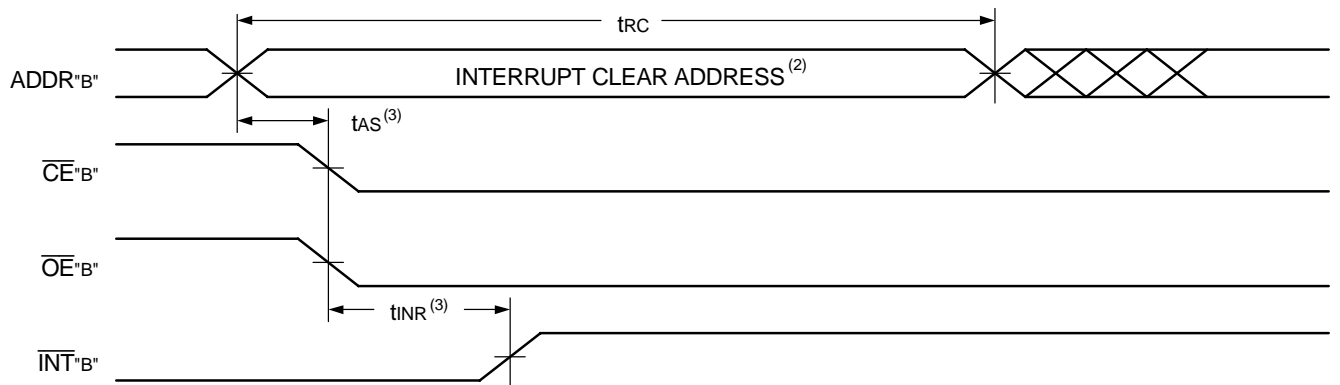 tRC
ADDR"B"
INTERRUPT CLEAR ADDRESS(2)
tAS(3)
CE"B"
OE"B"
tINR(3)
INT"B"